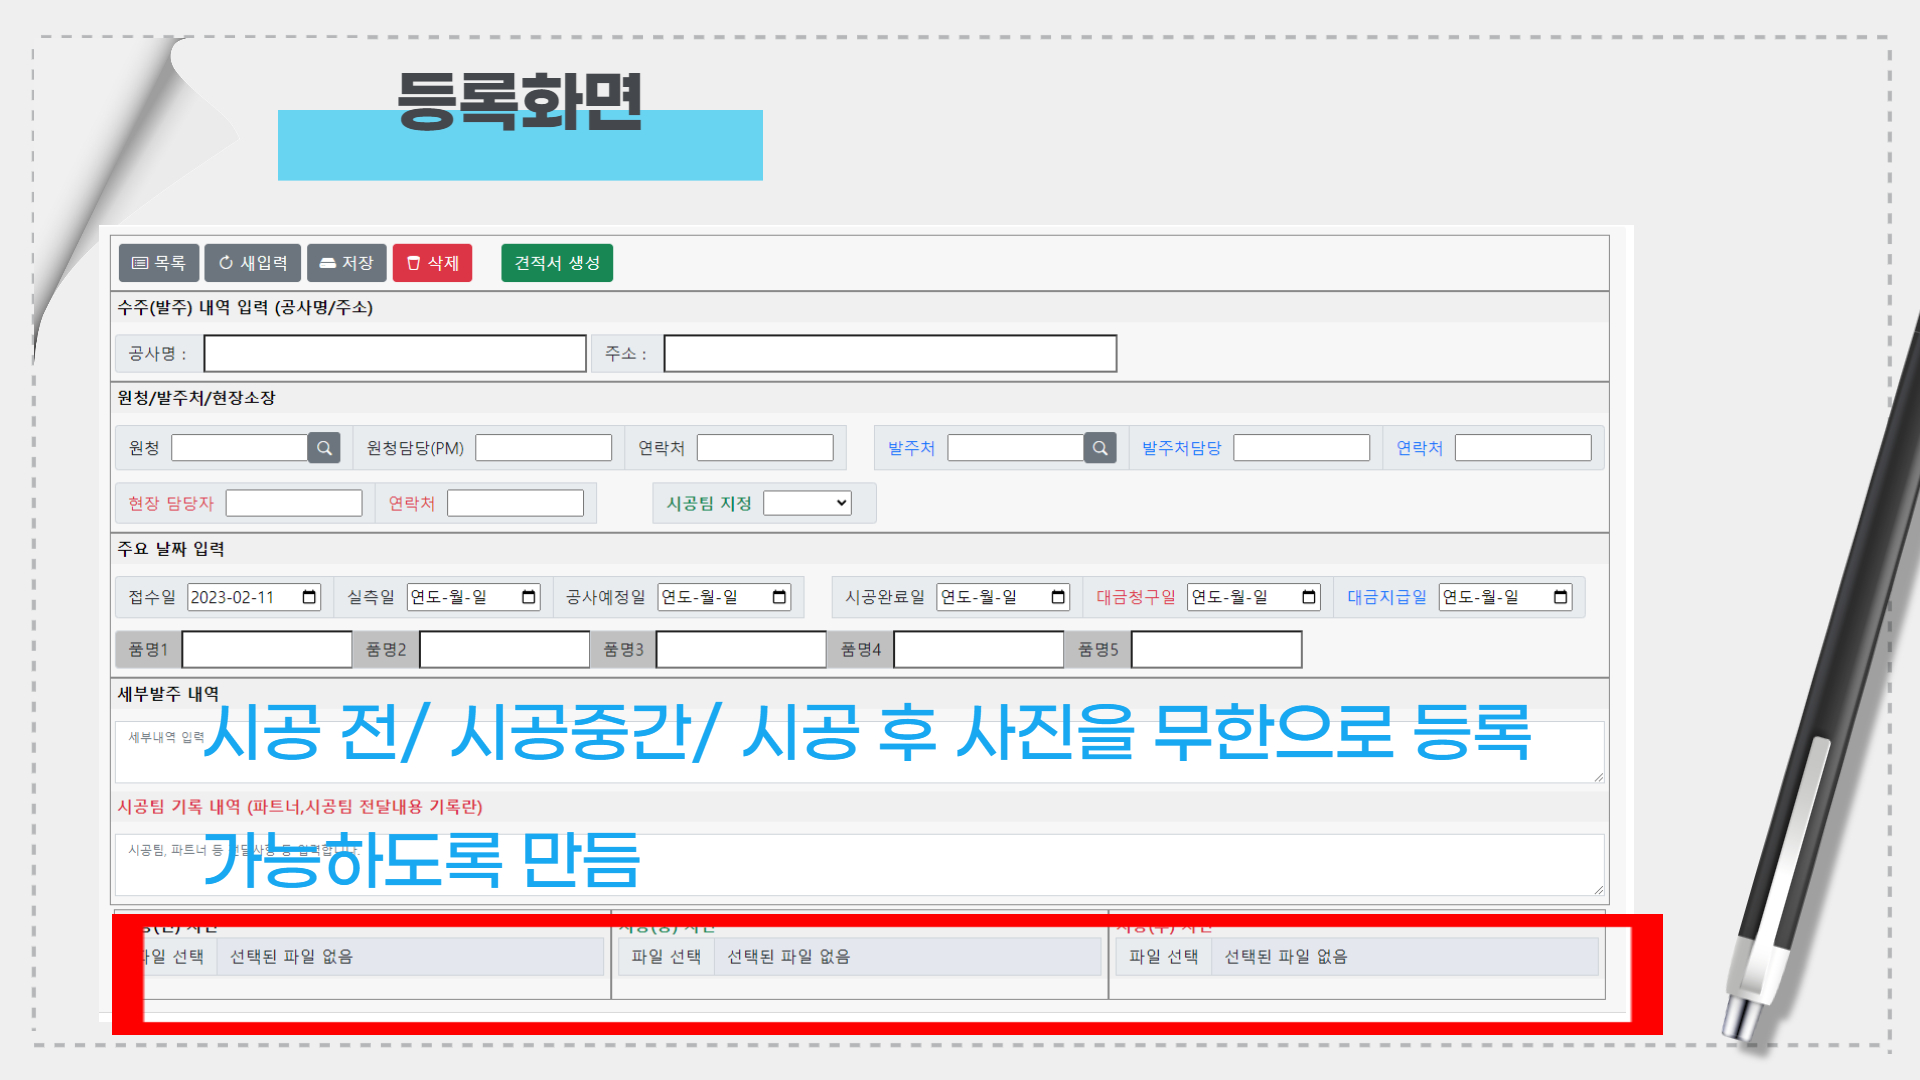 등록화면
목록 새입력 저장 삭제 견적서 생성
수주(발주) 내역 입력 (공사명/주소)
공사명 : 주소 :
원청/발주처/현장소장
원청 원청담당(PM) 연락처 발주처 발주처담당 연락처
현장 담당자 연락처 시공팀 지정
주요 날짜 입력
접수일 2023-02-11 실측일 연도-월-일 공사예정일 연도-월-일 시공완료일 연도-월-일 대금청구일 연도-월-일 대금지급일 연도-월-일
품명1 품명2 품명3 품명4 품명5
세부발주 내역
세부내역 입력
시공 전/ 시공중간/ 시공 후 사진을 무한으로 등록
시공팀 기록 내역 (파트너,시공팀 전달내용 기록란)
시공팀, 파트너 등
가능하도록 만듬
파일 선택 선택된 파일 없음 파일 선택 선택된 파일 없음 파일 선택 선택된 파일 없음